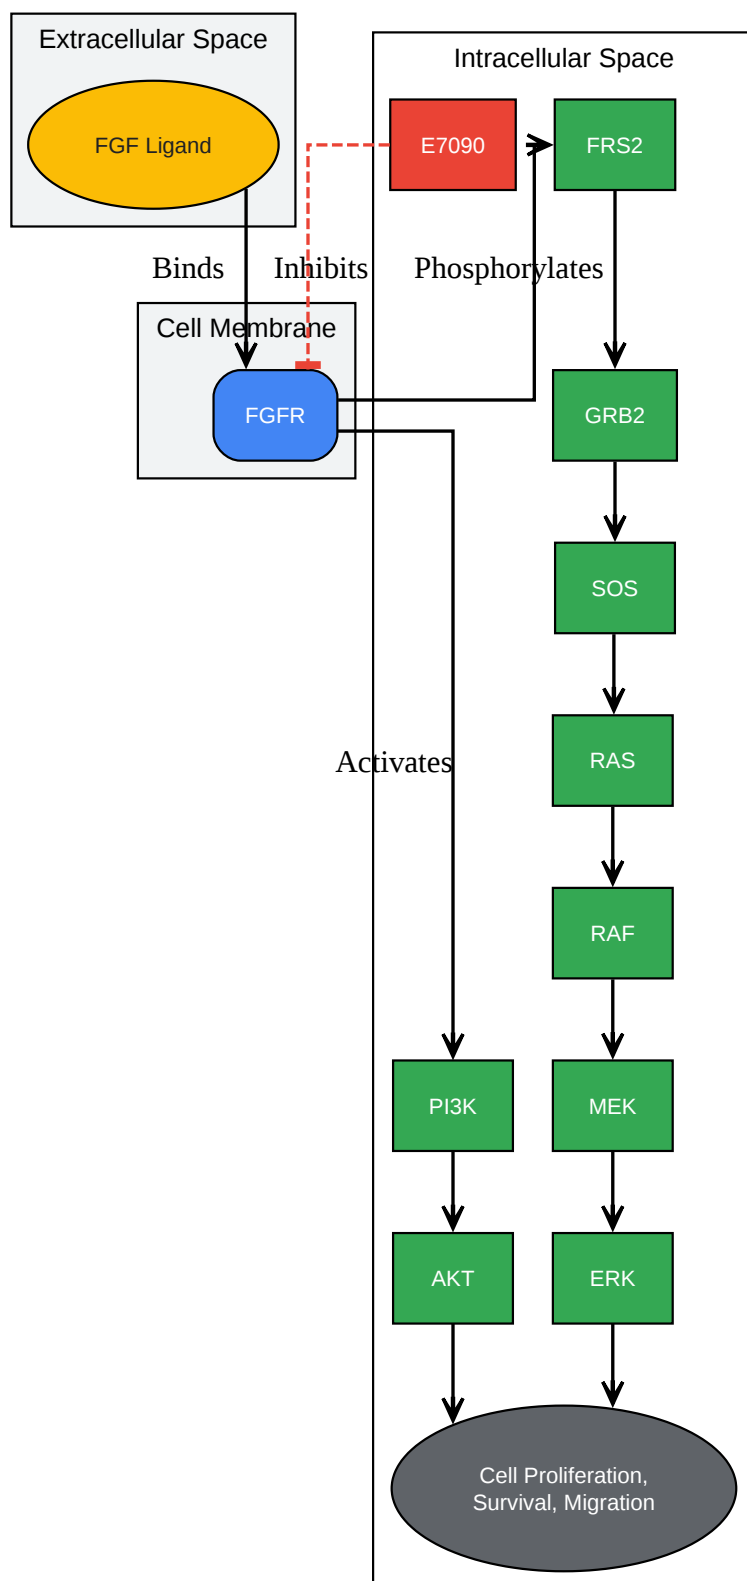 Extracellular Space
Intracellular Space
FGF Ligand
E7090
FRS2
Binds
Inhibits
Phosphorylates
Cell Membrane
FGFR
GRB2
SOS
RAS
Activates
RAF
PI3K
MEK
AKT
ERK
Cell Proliferation,
Survival, Migration